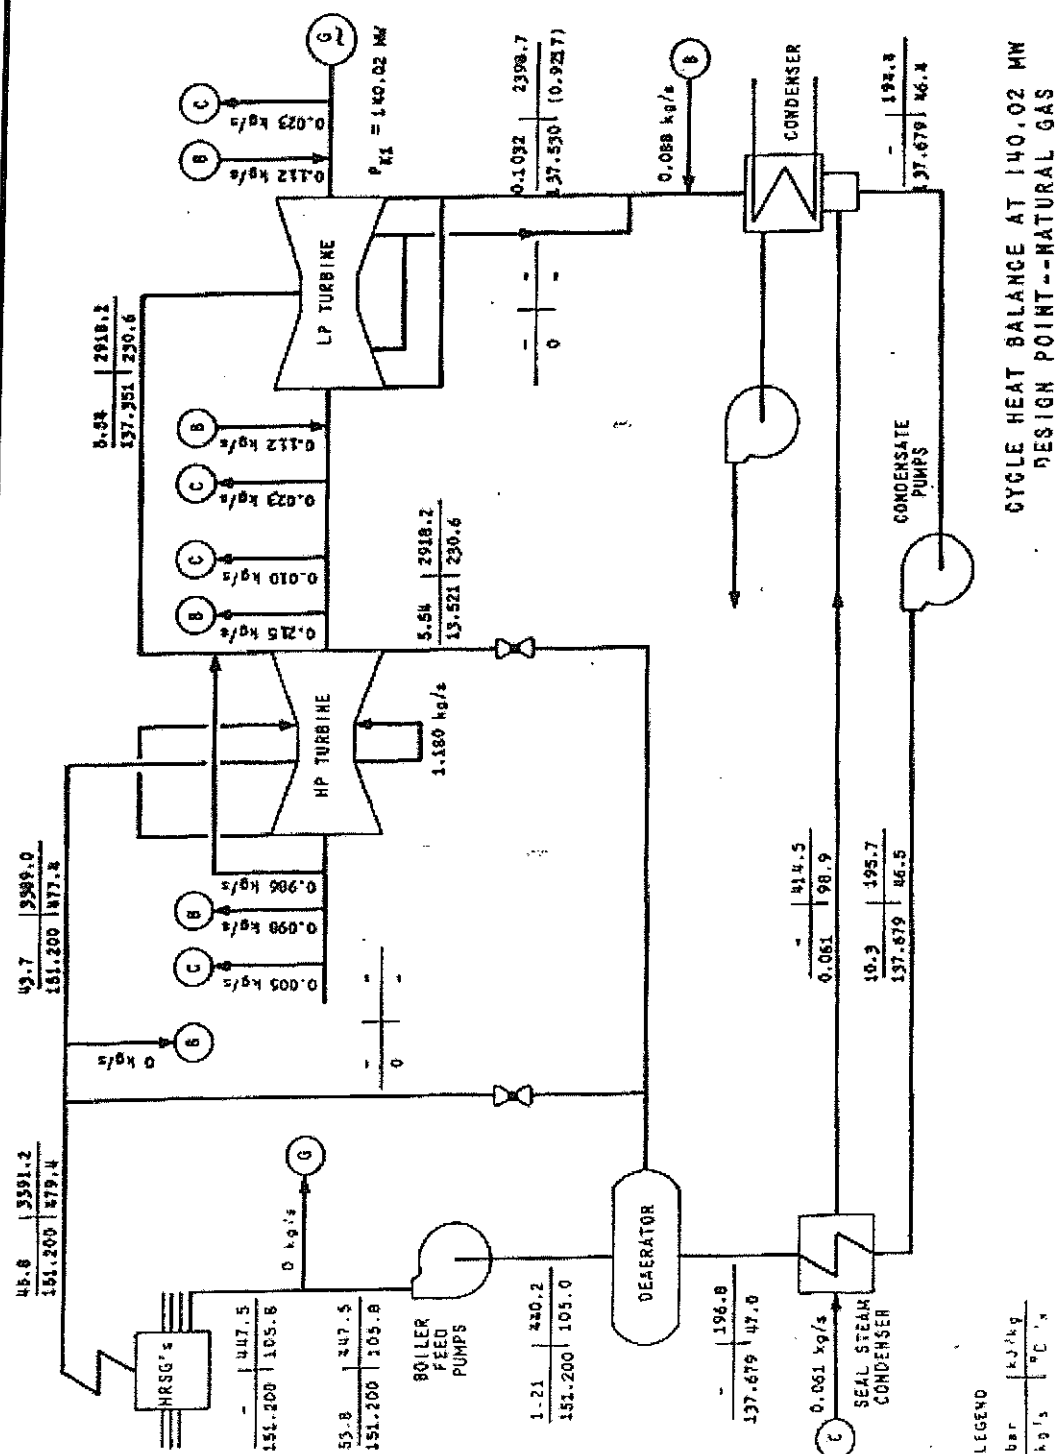 45.8 | 3391.2
151.200 | 479.4
43.7 | 3389.0
151.200 | 477.4
5.54 | 2918.2
137.351 | 230.6
HRSG's
0 kg/s
B
HP TURBINE
1.180 kg/s
0.986 kg/s
B
0.098 kg/s
C
0.005 kg/s
B
0.215 kg/s
C
0.010 kg/s
C
0.023 kg/s
B
0.112 kg/s
LP TURBINE
B
0.112 kg/s
C
0.023 kg/s
G
~
P K1 = 140.02 MW
- | 447.5
151.200 | 105.8
0 kg/s
G
53.8 | 447.5
151.200 | 105.8
BOILER
FEED
PUMPS
- | -
0 | -
5.54 | 2918.2
13.521 | 230.6
- | -
0 | -
0.1032 | 2398.7
137.530 | (0.9217)
1.21 | 440.2
151.200 | 105.0
DEAERATOR
0.088 kg/s
B
CONDENSER
- | 196.8
137.679 | 47.0
C
0.061 kg/s
SEAL STEAM
CONDENSER
- | 414.5
0.061 | 98.9
10.3 | 195.7
137.679 | 46.5
CONDENSATE
PUMPS
- | 194.4
137.679 | 46.4
LEGEND
bar | kJ/kg
kg/s | °C
CYCLE HEAT BALANCE AT 140.02 MW
DESIGN POINT--NATURAL GAS